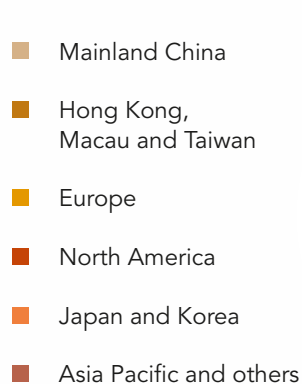 Mainland China
Hong Kong,
Macau and Taiwan
Europe
North America
Japan and Korea
Asia Pacific and others